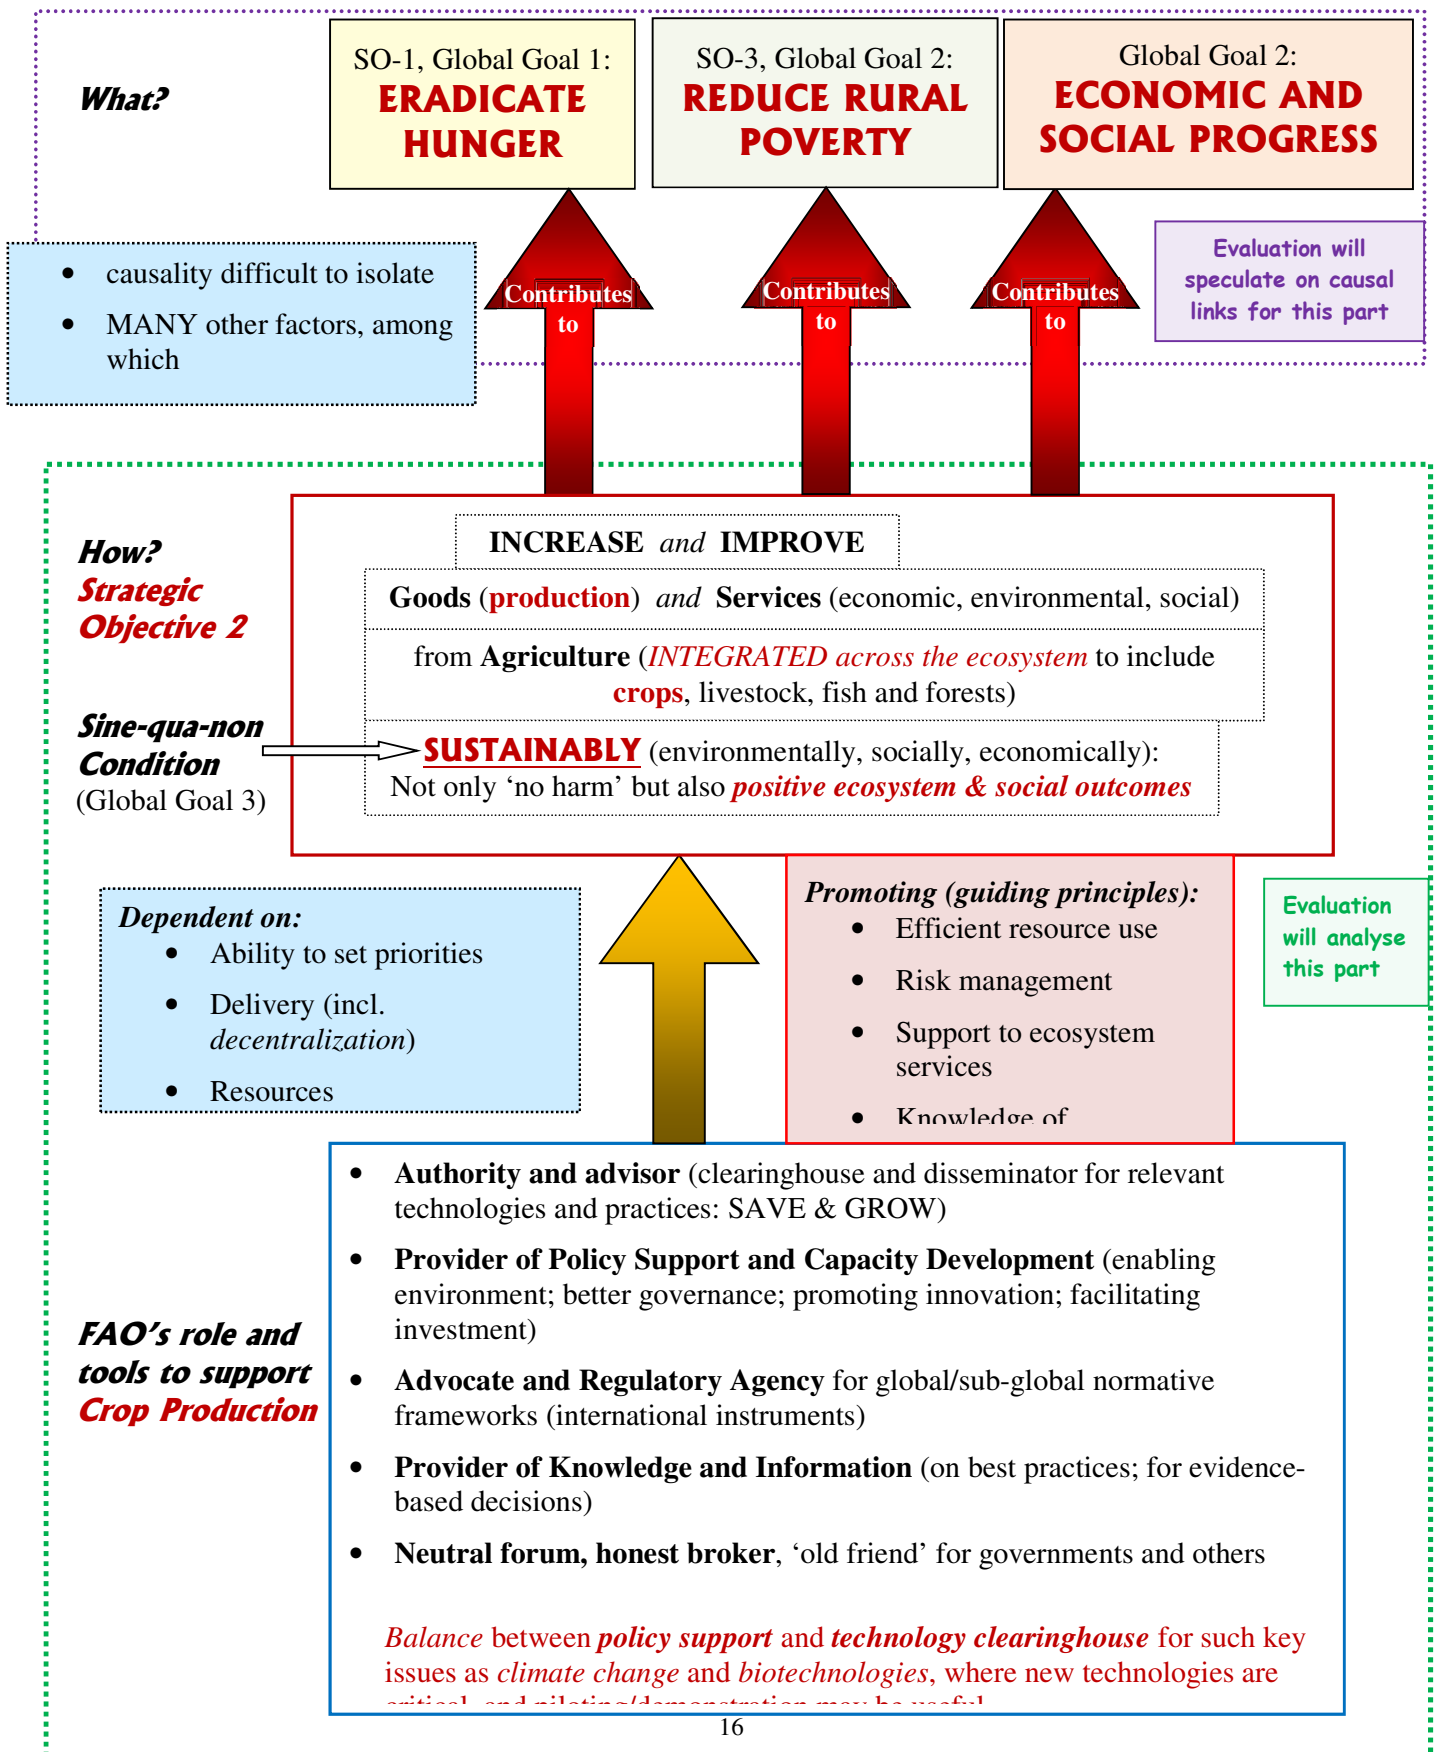 What?
SO-1, Global Goal 1:
ERADICATE
HUNGER
SO-3, Global Goal 2:
REDUCE RURAL
POVERTY
Global Goal 2:
ECONOMIC AND
SOCIAL PROGRESS
• causality difficult to isolate
• MANY other factors, among
which
Contributes
to
Contributes
to
Contributes
to
Evaluation will
speculate on causal
links for this part
How?
Strategic
Objective 2
Sine-qua-non
Condition
(Global Goal 3)
INCREASE and IMPROVE
Goods (production) and Services (economic, environmental, social)
from Agriculture (INTEGRATED across the ecosystem to include
crops, livestock, fish and forests)
SUSTAINABLY (environmentally, socially, economically):
Not only ‘no harm’ but also positive ecosystem & social outcomes
Dependent on:
• Ability to set priorities
• Delivery (incl.
decentralization)
• Resources
Promoting (guiding principles):
• Efficient resource use
• Risk management
• Support to ecosystem
services
• Knowledge of
Evaluation
will analyse
this part
FAO’s role and
tools to support
Crop Production
• Authority and advisor (clearinghouse and disseminator for relevant
technologies and practices: SAVE & GROW)
• Provider of Policy Support and Capacity Development (enabling
environment; better governance; promoting innovation; facilitating
investment)
• Advocate and Regulatory Agency for global/sub-global normative
frameworks (international instruments)
• Provider of Knowledge and Information (on best practices; for evidence-
based decisions)
• Neutral forum, honest broker, ‘old friend’ for governments and others
Balance between policy support and technology clearinghouse for such key
issues as climate change and biotechnologies, where new technologies are
critical, and piloting/demonstration may be useful
16